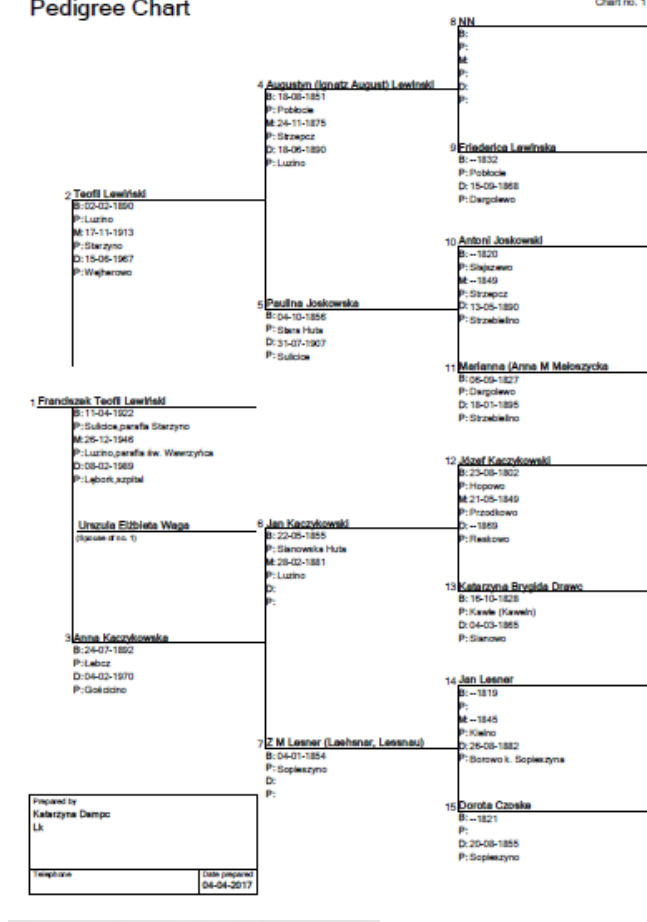 Pedigree Chart
Chart no. 1
8 NN
B:
P:
M:
P:
D:
P:
4 Augustyn (Ignatz August) Lewinski
B: 18-08-1851
P: Pobłocie
M: 24-11-1875
P: Strzepcz
D: 18-06-1890
P: Luzino
9 Friederica Lewinska
B: --1832
P: Pobłocie
D: 15-09-1868
P: Dargolewo
2 Teofil Lewiński
B: 02-02-1890
P: Luzino
M: 17-11-1913
P: Starzyno
D: 15-06-1967
P: Wejherowo
10 Antoni Joskowski
B: --1820
P: Slajszewo
M: --1849
P: Strzepcz
D: 13-05-1890
P: Strzebielino
5 Paulina Joskowska
B: 04-10-1856
P: Stara Huta
D: 31-07-1907
P: Sulicice
11 Marianna (Anna M Małoszycka
B: 06-09-1827
P: Dargolewo
D: 18-01-1895
P: Strzebielino
1 Franciszek Teofil Lewiński
B: 11-04-1922
P: Sulicice,parafia Starzyno
M: 26-12-1946
P: Luzino,parafia św. Wawrzyńca
D: 08-02-1989
P: Lębork,szpital
12 Józef Kaczykowski
B: 23-08-1802
P: Hopowo
M: 21-05-1849
P: Przodkowo
D: --1869
P: Reskowo
Urszula Elżbieta Waga
(Spouse of no. 1)
6 Jan Kaczykowski
B: 22-05-1855
P: Sianowska Huta
M: 28-02-1881
P: Luzino
D:
P:
13 Katarzyna Brygida Drawc
B: 16-10-1828
P: Kawle (Kaweln)
D: 04-03-1865
P: Sianowo
3 Anna Kaczykowska
B: 24-07-1892
P: Łebcz
D: 04-02-1970
P: Gościcino
14 Jan Lesner
B: --1819
P:
M: --1845
P: Kielno
D: 26-08-1882
P: Borowo k. Sopieszyna
7 Z M Lesner (Laehsnar, Lessnau)
B: 04-01-1854
P: Sopieszyno
D:
P:
15 Dorota Czoske
B: --1821
P:
D: 20-08-1855
P: Sopieszyno
Prepared by
Katarzyna Dampc
Lk
Telephone
Date prepared
04-04-2017